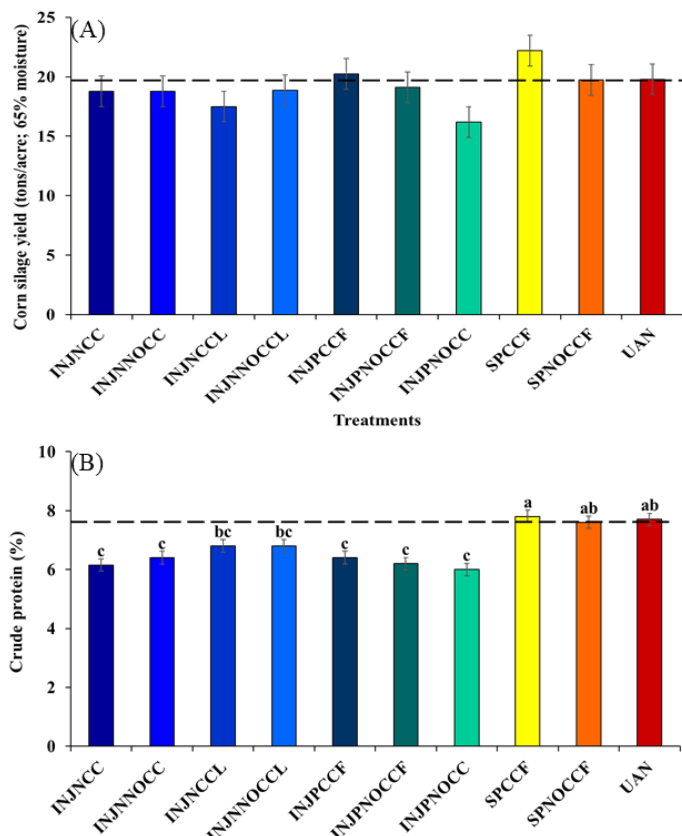 (A)
Corn silage yield (tons/acre; 65% moisture)
25
20
15
10
5
0
INJNCC
INJNNOCC
INJNCCL
INJNNOCCL
INJPCCF
INJPNOCCF
INJPNOCC
SPCCF
SPNOCCF
UAN
Treatments
(B)
Crude protein (%)
10
8
6
4
2
0
c
c
bc
bc
c
c
c
a
ab
ab
INJNCC
INJNNOCC
INJNCCL
INJNNOCCL
INJPCCF
INJPNOCCF
INJPNOCC
SPCCF
SPNOCCF
UAN